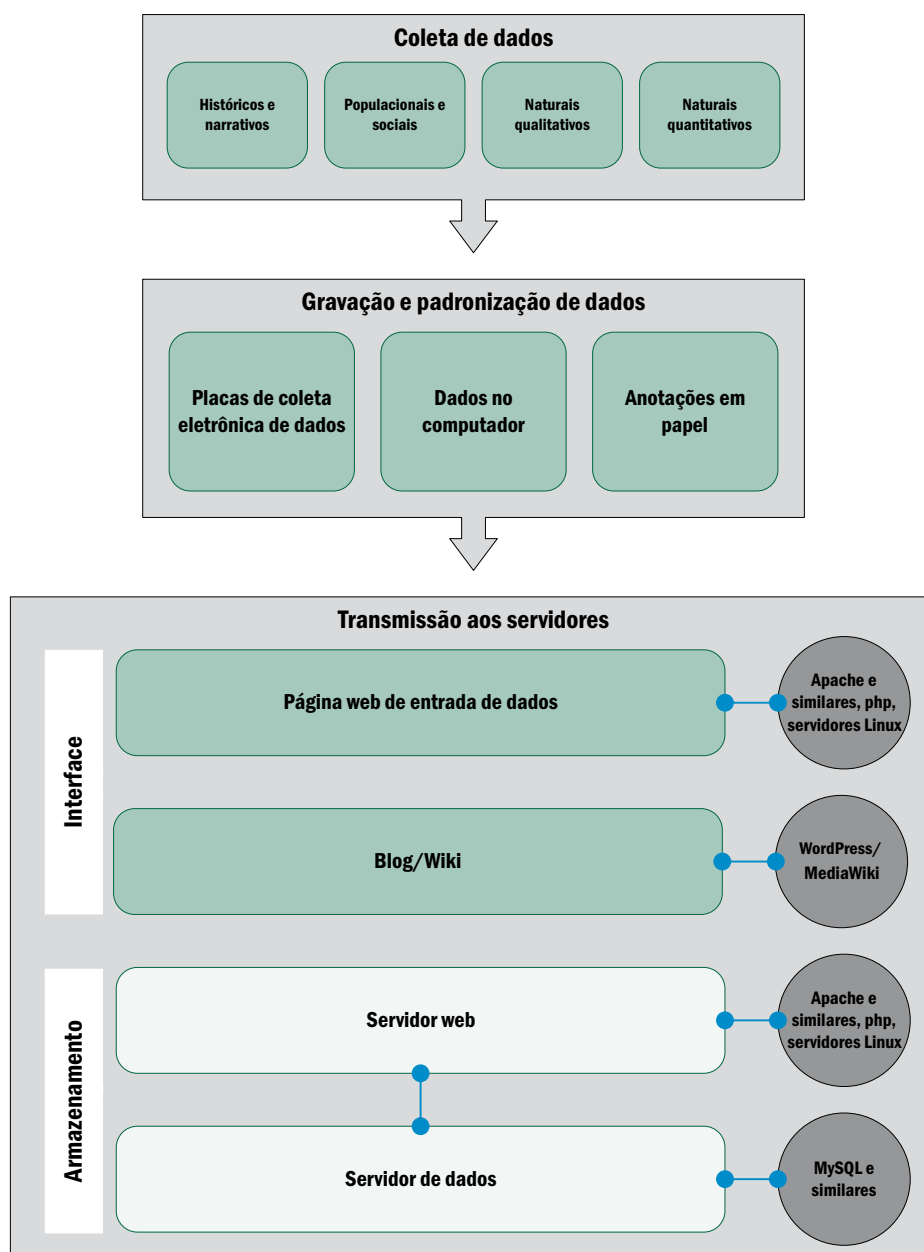 Coleta de dados
Históricos e
narrativos
Populacionais e
sociais
Naturais
qualitativos
Naturais
quantitativos
Gravação e padronização de dados
Placas de coleta
eletrônica de dados
Dados no
computador
Anotações em
papel
Transmissão aos servidores
Interface
Página web de entrada de dados
Apache e
similares, php,
servidores Linux
Blog/Wiki
WordPress/
MediaWiki
Armazenamento
Servidor web
Apache e
similares, php,
servidores Linux
Servidor de dados
MySQL e
similares